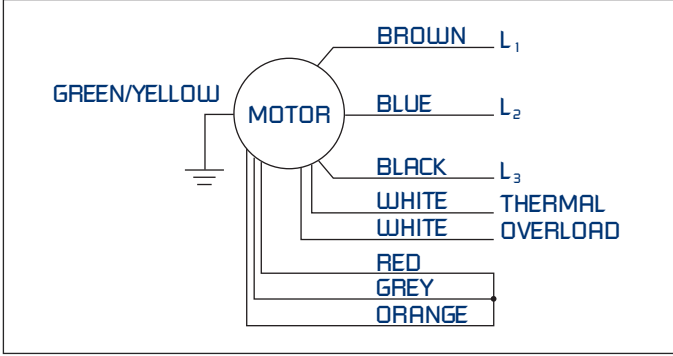 BROWN L₁
GREEN/YELLOW
MOTOR
BLUE L₂
BLACK L₃
WHITE THERMAL
WHITE OVERLOAD
RED
GREY
ORANGE